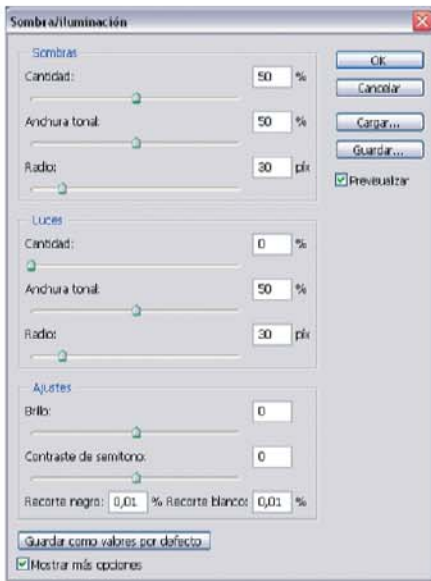 Sombra/iluminación
Sombras
Cantidad: 50 %
Anchura tonal: 50 %
Radio: 30 píx
Luces
Cantidad: 0 %
Anchura tonal: 50 %
Radio: 30 píx
Ajustes
Brillo: 0
Contraste de semitono: 0
Recorte negro: 0,01 % Recorte blanco: 0,01 %
Guardar como valores por defecto
Mostrar más opciones
OK
Cancelar
Cargar...
Guardar...
Previsualizar